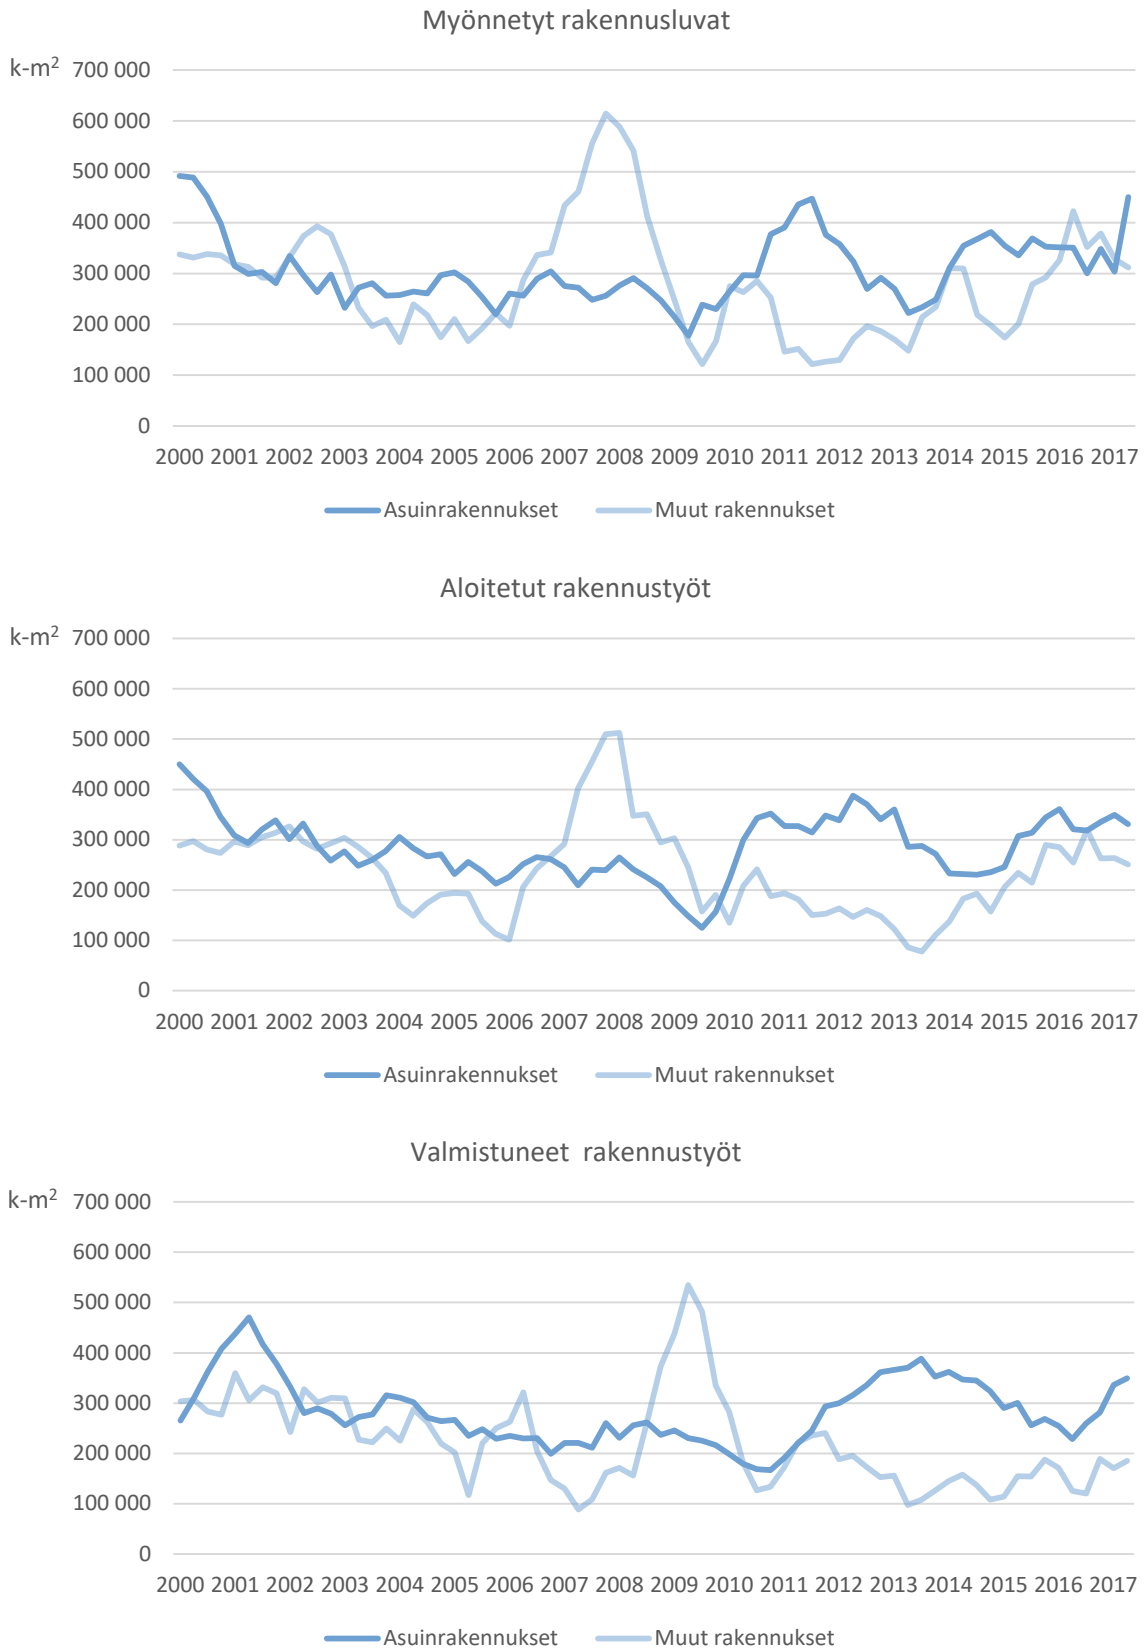 Myönnetyt rakennusluvat
k-m² 700 000
600 000
500 000
400 000
300 000
200 000
100 000
0
2000 2001 2002 2003 2004 2005 2006 2007 2008 2009 2010 2011 2012 2013 2014 2015 2016 2017
Asuinrakennukset Muut rakennukset
Aloitetut rakennustyöt
k-m² 700 000
600 000
500 000
400 000
300 000
200 000
100 000
0
2000 2001 2002 2003 2004 2005 2006 2007 2008 2009 2010 2011 2012 2013 2014 2015 2016 2017
Asuinrakennukset Muut rakennukset
Valmistuneet rakennustyöt
k-m² 700 000
600 000
500 000
400 000
300 000
200 000
100 000
0
2000 2001 2002 2003 2004 2005 2006 2007 2008 2009 2010 2011 2012 2013 2014 2015 2016 2017
Asuinrakennukset Muut rakennukset